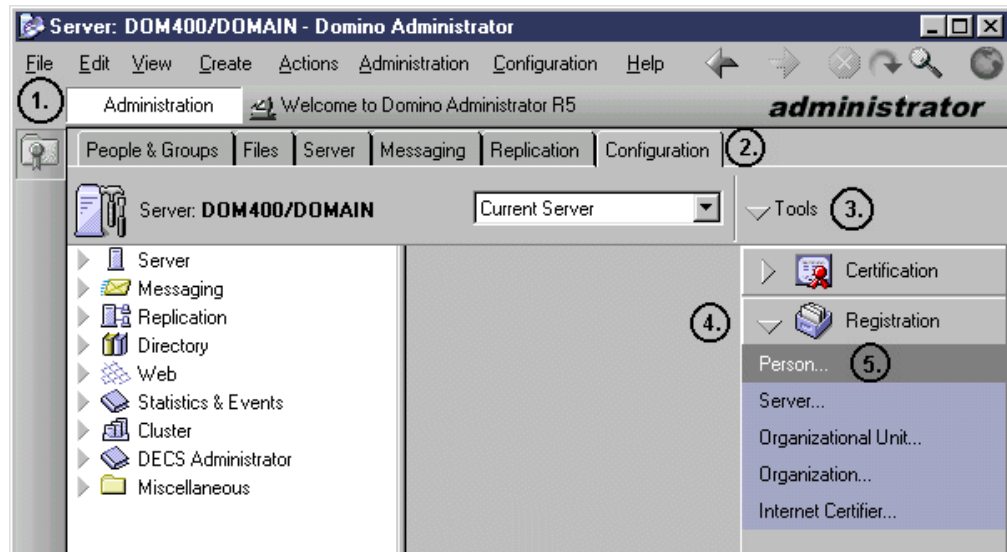 Server: DOM400/DOMAIN - Domino Administrator
File Edit View Create Actions Administration Configuration Help
1. Administration Welcome to Domino Administrator R5 administrator
People & Groups Files Server Messaging Replication Configuration 2.
Server: DOM400/DOMAIN Current Server Tools 3.
Server
Messaging
Replication
Directory
Web
Statistics & Events
Cluster
DECS Administrator
Miscellaneous
Certification
4. Registration
Person... 5.
Server...
Organizational Unit...
Organization...
Internet Certifier...